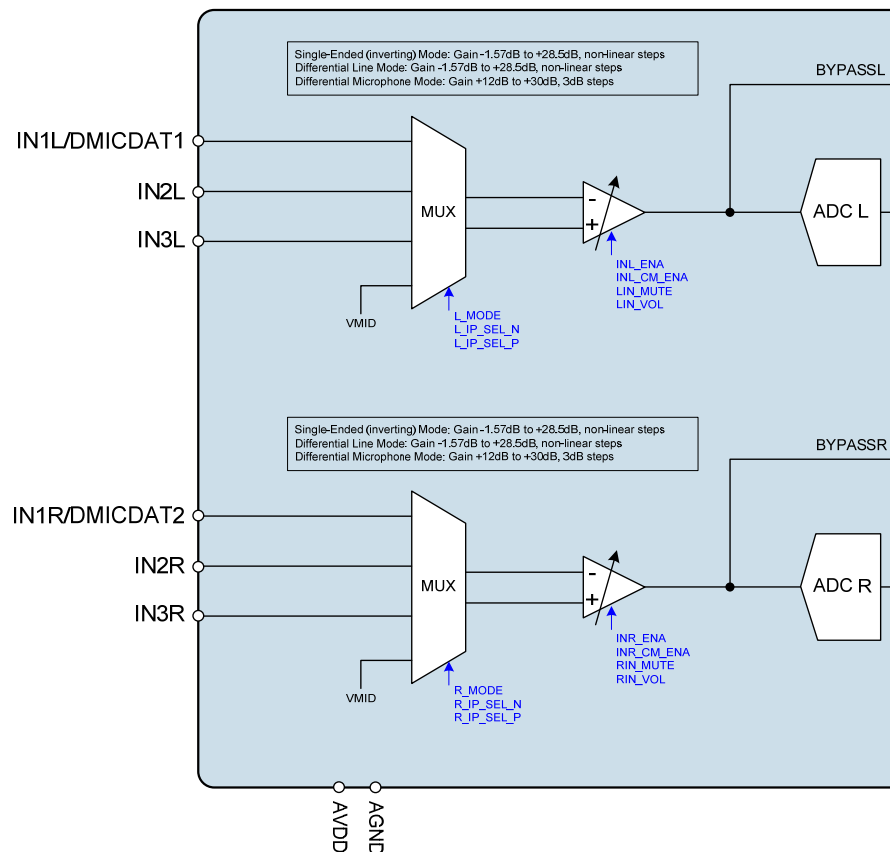 Single-Ended (inverting) Mode: Gain -1.57dB to +28.5dB, non-linear steps
Differential Line Mode: Gain -1.57dB to +28.5dB, non-linear steps
Differential Microphone Mode: Gain +12dB to +30dB, 3dB steps
BYPASSL
IN1L/DMICDAT1
IN2L
IN3L
MUX
-
+
ADC L
INL_ENA
INL_CM_ENA
LIN_MUTE
LIN_VOL
VMID
L_MODE
L_IP_SEL_N
L_IP_SEL_P
Single-Ended (inverting) Mode: Gain -1.57dB to +28.5dB, non-linear steps
Differential Line Mode: Gain -1.57dB to +28.5dB, non-linear steps
Differential Microphone Mode: Gain +12dB to +30dB, 3dB steps
BYPASSR
IN1R/DMICDAT2
IN2R
IN3R
MUX
-
+
ADC R
INR_ENA
INR_CM_ENA
RIN_MUTE
RIN_VOL
VMID
R_MODE
R_IP_SEL_N
R_IP_SEL_P
AVDD
AGND